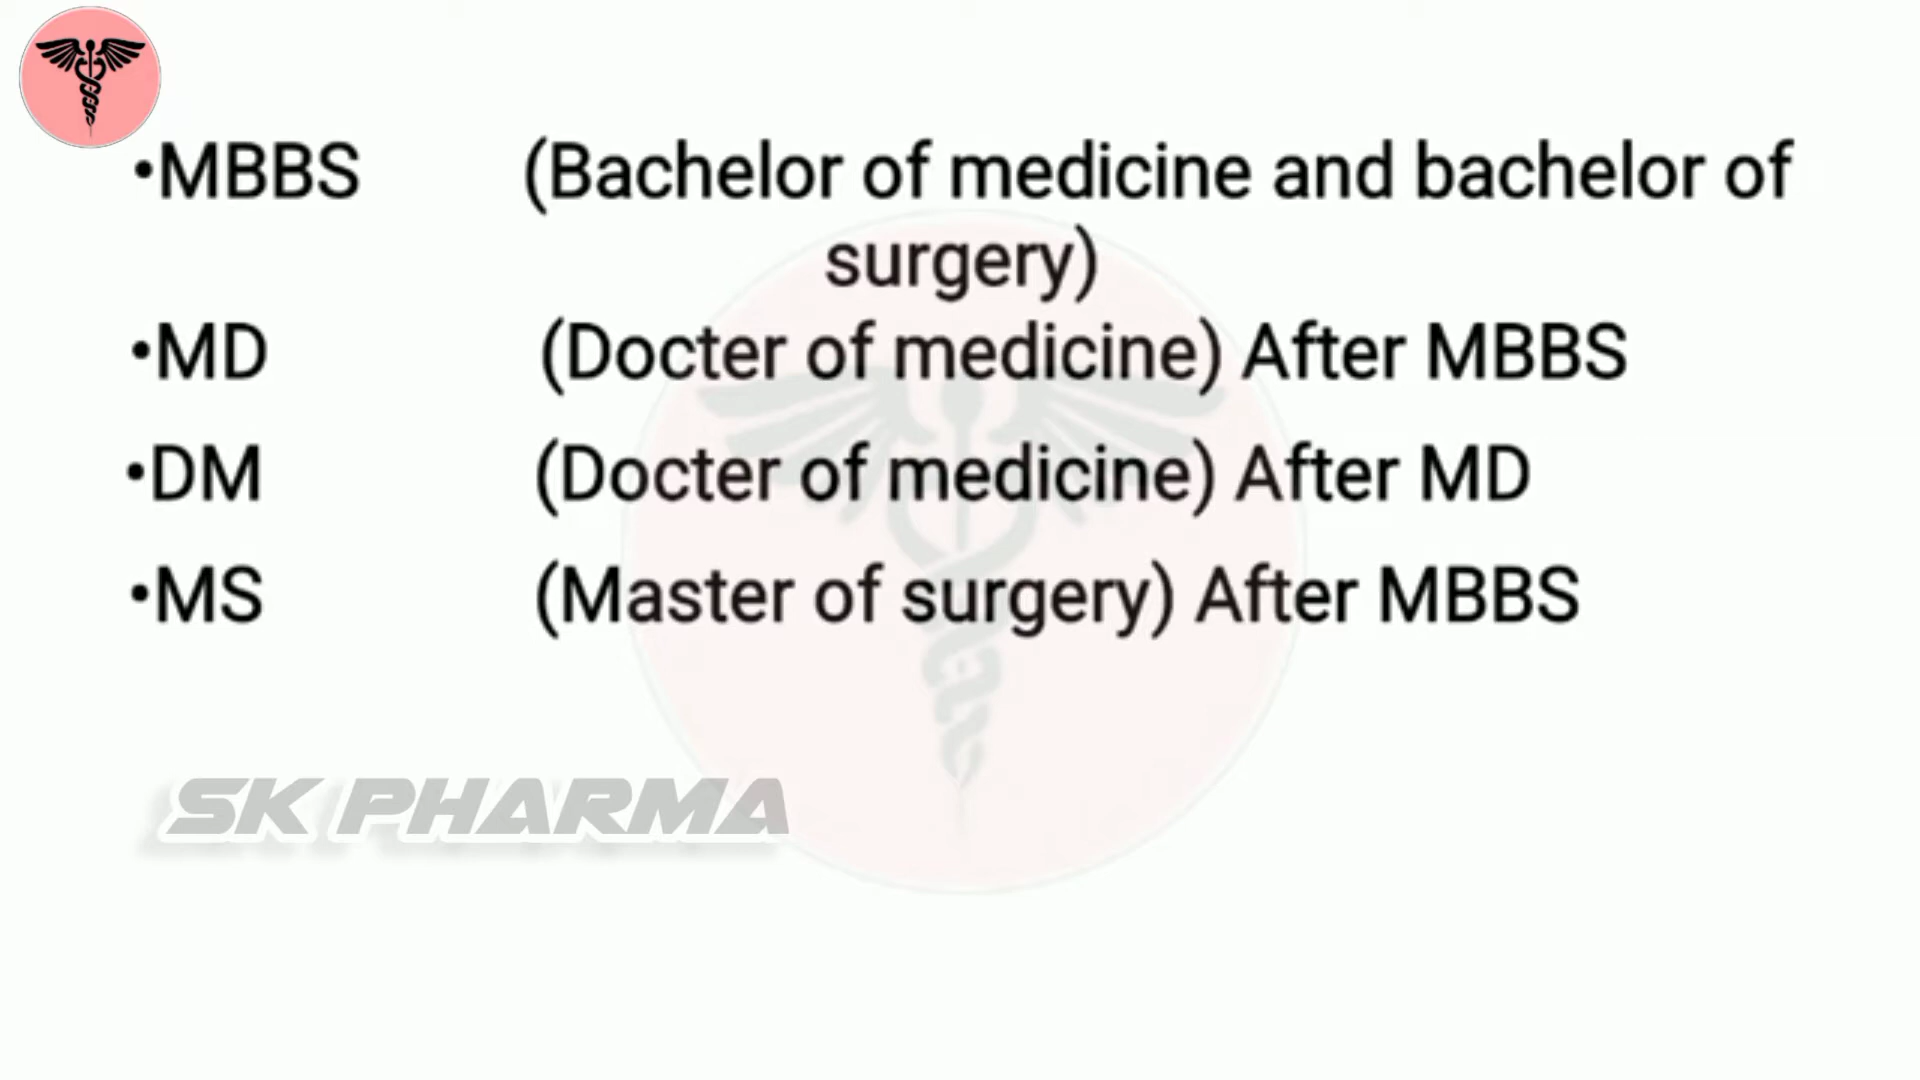 •MBBS (Bachelor of medicine and bachelor of
surgery)
•MD (Docter of medicine) After MBBS
•DM (Docter of medicine) After MD
•MS (Master of surgery) After MBBS
SK PHARMA